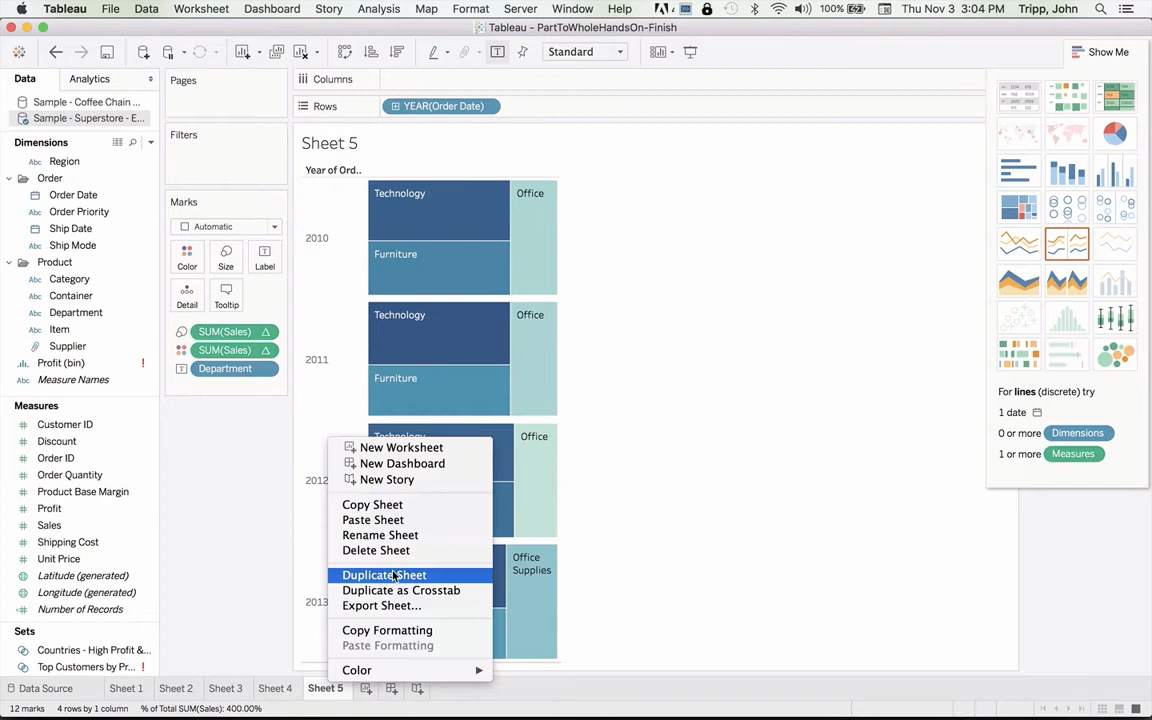 Tableau File Data Worksheet Dashboard Story Analysis Map Format Server Window Help 100% Thu Nov 3 3:04 PM Tripp, John
Tableau - PartToWholeHandsOn-Finish
Standard
Show Me
Data Analytics
Sample - Coffee Chain ...
Sample - Superstore - E...
Dimensions
Abc Region
Order
Order Date
Abc Order Priority
Ship Date
Abc Ship Mode
Product
Abc Category
Abc Container
Abc Department
Abc Item
Supplier
Profit (bin) !
Abc Measure Names
Measures
# Customer ID
# Discount
# Order ID
# Order Quantity
# Product Base Margin
# Profit
# Sales
# Shipping Cost
# Unit Price
Latitude (generated)
Longitude (generated)
Number of Records
Sets
Countries - High Profit &...
Top Customers by Pr... !
Pages
Filters
Marks
Automatic
Color Size Label
Detail Tooltip
SUM(Sales) Δ
SUM(Sales) Δ
T Department
Columns
Rows YEAR(Order Date)
Sheet 5
Year of Ord..
2010 Technology Furniture Office
2011 Technology Furniture Office
2012 Technology Office
2013 Office
Supplies
New Worksheet
New Dashboard
New Story
Copy Sheet
Paste Sheet
Rename Sheet
Delete Sheet
Duplicate Sheet
Duplicate as Crosstab
Export Sheet...
Copy Formatting
Paste Formatting
Color
For lines (discrete) try
1 date
0 or more Dimensions
1 or more Measures
Data Source Sheet 1 Sheet 2 Sheet 3 Sheet 4 Sheet 5
12 marks 4 rows by 1 column % of Total SUM(Sales): 400.00%